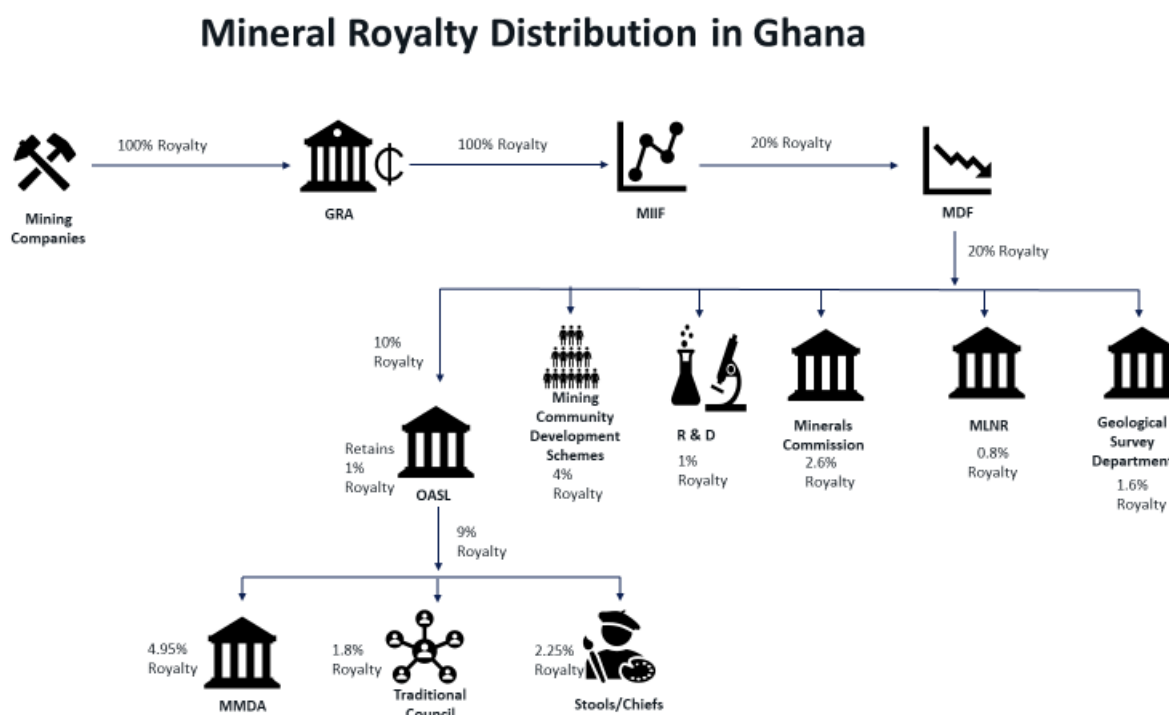 Mineral Royalty Distribution in Ghana
100% Royalty
100% Royalty
20% Royalty
Mining
Companies
GRA
MIIF
MDF
20% Royalty
10%
Royalty
Retains
1%
Royalty
OASL
Mining
Community
Development
Schemes
4%
Royalty
R & D
1%
Royalty
Minerals
Commission
2.6%
Royalty
MLNR
0.8%
Royalty
Geological
Survey
Department
1.6%
Royalty
9%
Royalty
4.95%
Royalty
MMDA
1.8%
Royalty
Traditional
Council
2.25%
Royalty
Stools/Chiefs